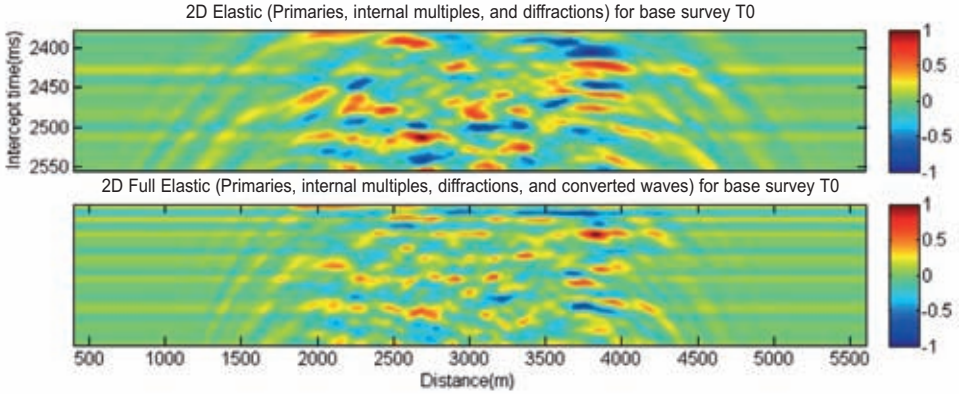 2D Elastic (Primaries, internal multiples, and diffractions) for base survey T0
Intercept time(ms)
2400
2450
2500
2550
1
0.5
0
-0.5
-1
2D Full Elastic (Primaries, internal multiples, diffractions, and converted waves) for base survey T0
1
0.5
0
-0.5
-1
500 1000 1500 2000 2500 3000 3500 4000 4500 5000 5500
Distance(m)